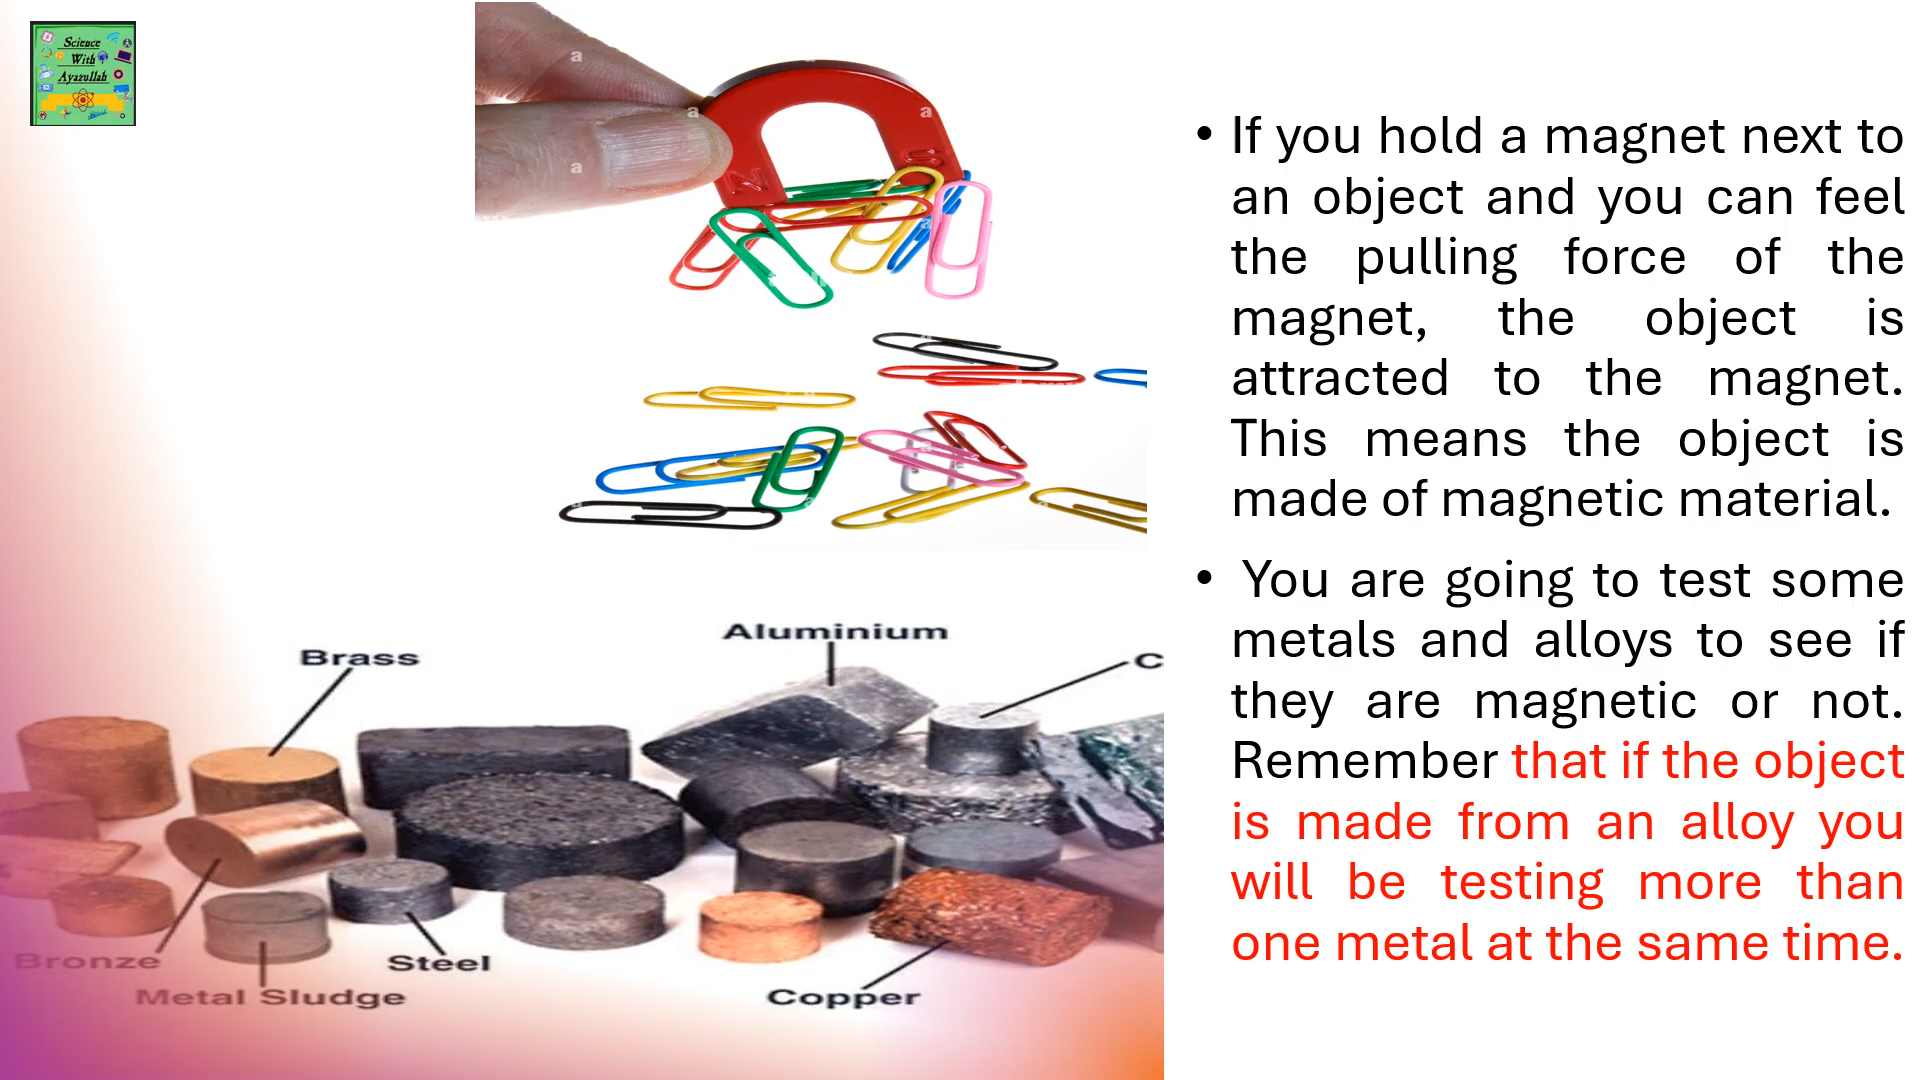 Science
With
Ayazullah
a
a
a
a
N
S
• If you hold a magnet next to
an object and you can feel
the pulling force of the
magnet, the object is
attracted to the magnet.
This means the object is
made of magnetic material.
• You are going to test some
metals and alloys to see if
they are magnetic or not.
Remember that if the object
is made from an alloy you
will be testing more than
one metal at the same time.
Aluminium
Brass
C
Bronze
Steel
Metal Sludge
Copper